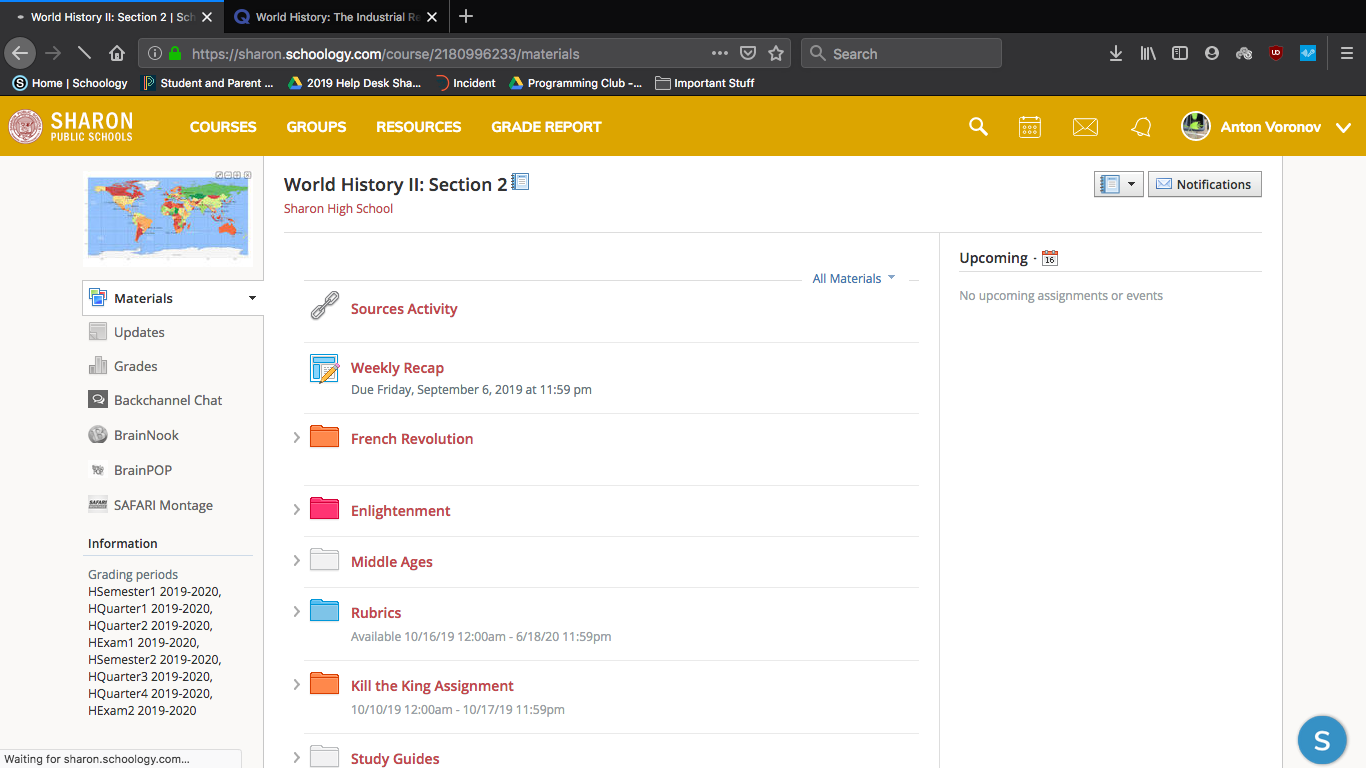 World History II: Section 2 | Sch
World History: The Industrial Re
https://sharon.schoology.com/course/2180996233/materials
Search
Home | Schoology
Student and Parent ...
2019 Help Desk Sha...
Incident
Programming Club -...
Important Stuff
SHARON
PUBLIC SCHOOLS
COURSES
GROUPS
RESOURCES
GRADE REPORT
Anton Voronov
World History II: Section 2
Sharon High School
Notifications
Materials
Updates
Grades
Backchannel Chat
BrainNook
BrainPOP
SAFARI Montage
Information
Grading periods
HSemester1 2019-2020,
HQuarter1 2019-2020,
HQuarter2 2019-2020,
HExam1 2019-2020,
HSemester2 2019-2020,
HQuarter3 2019-2020,
HQuarter4 2019-2020,
HExam2 2019-2020
All Materials
Sources Activity
Weekly Recap
Due Friday, September 6, 2019 at 11:59 pm
French Revolution
Enlightenment
Middle Ages
Rubrics
Available 10/16/19 12:00am - 6/18/20 11:59pm
Kill the King Assignment
10/10/19 12:00am - 10/17/19 11:59pm
Study Guides
Upcoming · 16
No upcoming assignments or events
S
Waiting for sharon.schoology.com...